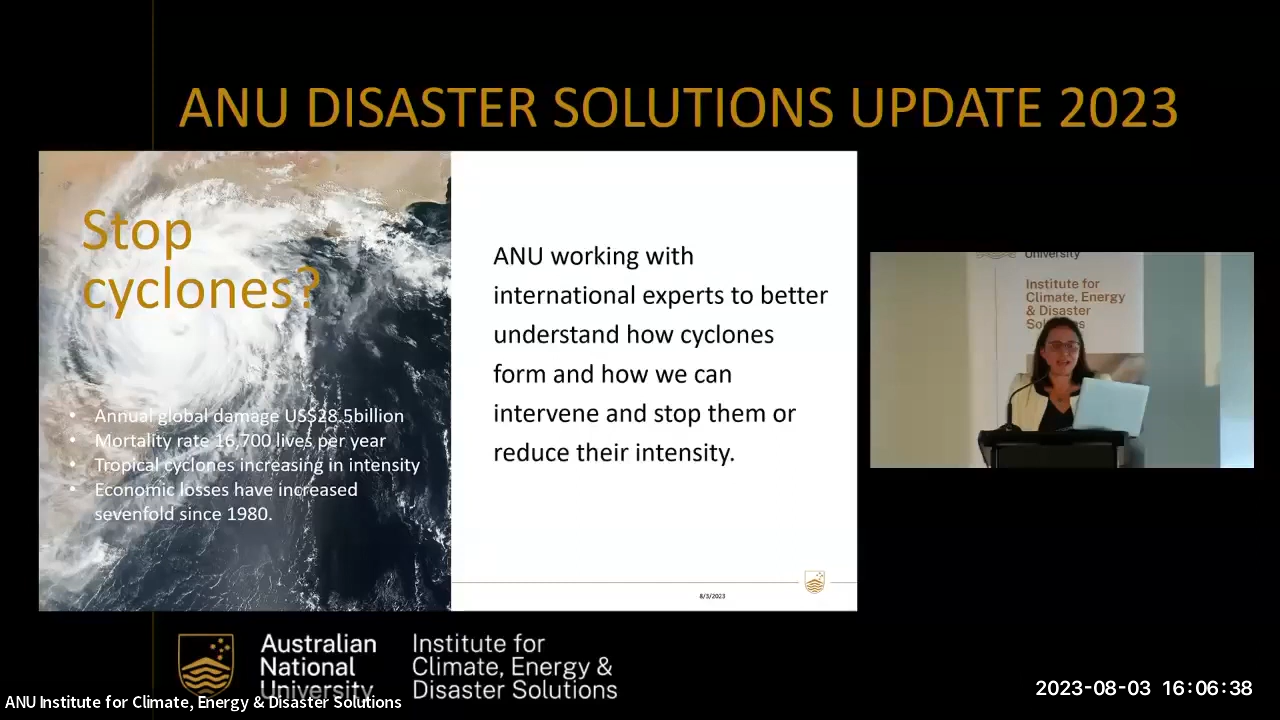 ANU DISASTER SOLUTIONS UPDATE 2023
Stop
cyclones?
• Annual global damage US$28.5billion
• Mortality rate 16,700 lives per year
• Tropical cyclones increasing in intensity
• Economic losses have increased
sevenfold since 1980.
ANU working with
international experts to better
understand how cyclones
form and how we can
intervene and stop them or
reduce their intensity.
8/3/2023
University
Institute for
Climate, Energy
& Disaster
Australian
National
University
Institute for
Climate, Energy &
Disaster Solutions
ANU Institute for Climate, Energy & Disaster Solutions
2023-08-03 16:06:38